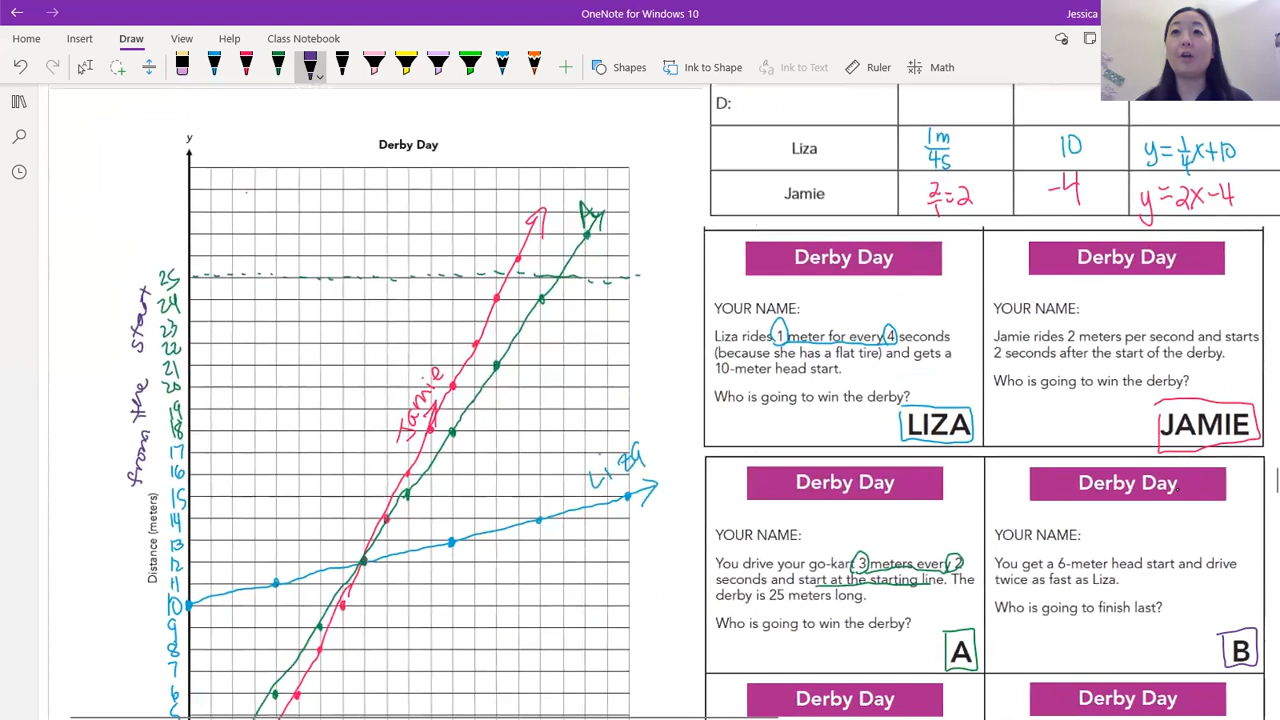 OneNote for Windows 10
Jessica
Home
Insert
Draw
View
Help
Class Notebook
Shapes
Ink to Shape
Ink to Text
Ruler
Math
y
Derby Day
25
24
23
22
21
20
19
18
17
16
15
14
13
12
11
10
9
8
7
6
from the start
Distance (meters)
Jamie
A
Liza
D:
Liza
1m
4s
10
y=1/4x+10
Jamie
2/1=2
-4
y=2x-4
Derby Day
YOUR NAME:
Liza rides 1 meter for every 4 seconds
(because she has a flat tire) and gets a
10-meter head start.
Who is going to win the derby?
LIZA
Derby Day
YOUR NAME:
Jamie rides 2 meters per second and starts
2 seconds after the start of the derby.
Who is going to win the derby?
JAMIE
Derby Day
YOUR NAME:
You drive your go-kart 3 meters every 2
seconds and start at the starting line. The
derby is 25 meters long.
Who is going to win the derby?
A
Derby Day
YOUR NAME:
You get a 6-meter head start and drive
twice as fast as Liza.
Who is going to finish last?
B
Derby Day
Derby Day